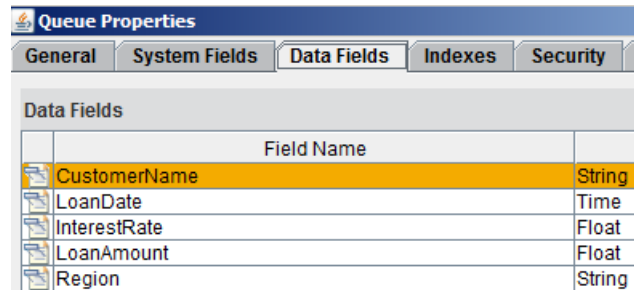 Queue Properties
General System Fields Data Fields Indexes Security
Data Fields
Field Name
CustomerName String
LoanDate Time
InterestRate Float
LoanAmount Float
Region String